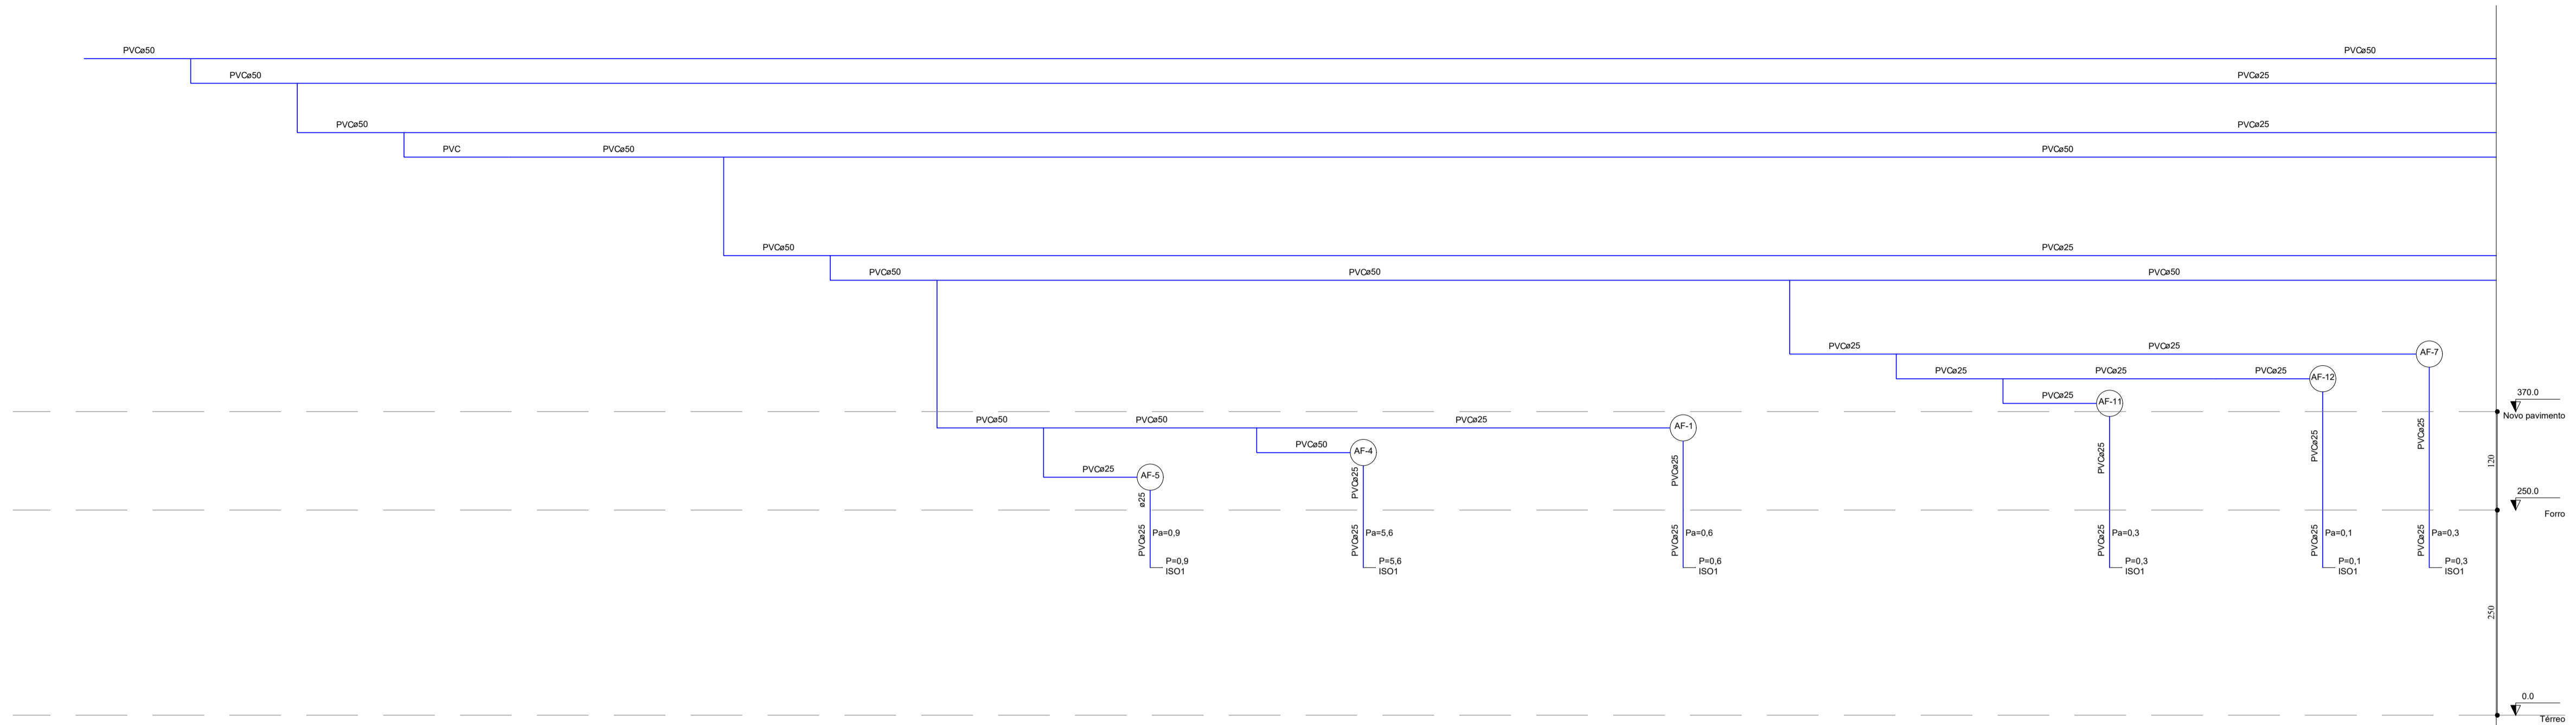 PVCø50 PVCø50
PVCø50 PVCø25
PVCø50 PVCø25
PVC PVCø50 PVCø50
PVCø50 PVCø25
PVCø50 PVCø50 PVCø50
PVCø25 PVCø25 AF-7
PVCø25 PVCø25 PVCø25 AF-12
PVCø25 AF-11
370.0
Novo pavimento
PVCø50 PVCø50 PVCø25 AF-1
PVCø50 AF-4
PVCø25 AF-5
PVCø25
PVCø25
PVCø25
PVCø25
PVCø25
ø25
120
250.0
Forro
PVCø25 Pa=0,9
PVCø25 Pa=5,6
PVCø25 Pa=0,6
PVCø25 Pa=0,3
PVCø25 Pa=0,1
PVCø25 Pa=0,3
P=0,9
ISO1
P=5,6
ISO1
P=0,6
ISO1
P=0,3
ISO1
P=0,1
ISO1
P=0,3
ISO1
250
0.0
Térreo